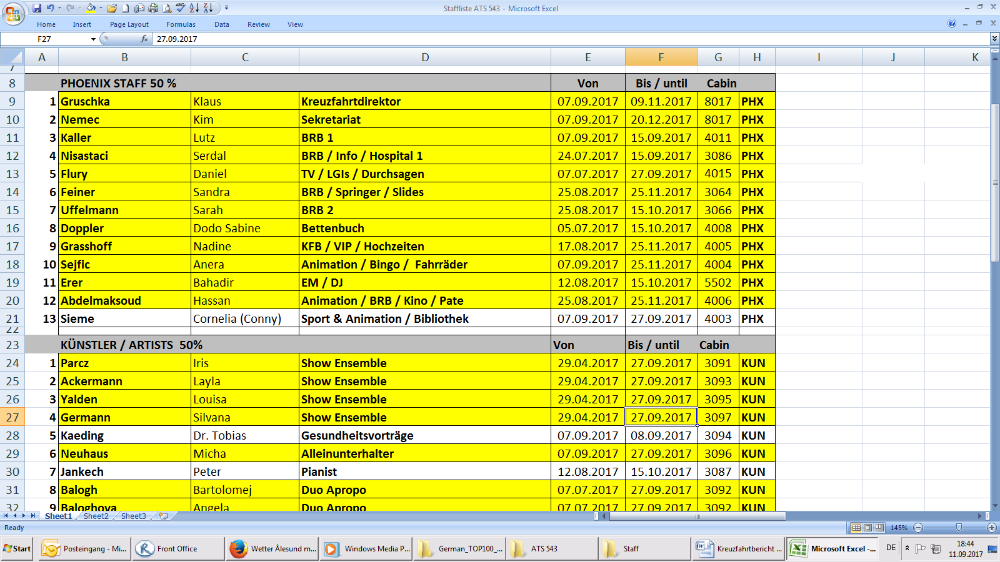 Staffliste ATS 543 - Microsoft Excel
Home Insert Page Layout Formulas Data Review View
F27 fx 27.09.2017
A B C D E F G H I J K
7
8 PHOENIX STAFF 50 % Von Bis / until Cabin
9 1 Gruschka Klaus Kreuzfahrtdirektor 07.09.2017 09.11.2017 8017 PHX
10 2 Nemec Kim Sekretariat 07.09.2017 20.12.2017 8017 PHX
11 3 Kaller Lutz BRB 1 07.09.2017 15.09.2017 4011 PHX
12 4 Nisastaci Serdal BRB / Info / Hospital 1 24.07.2017 15.09.2017 3086 PHX
13 5 Flury Daniel TV / LGIs / Durchsagen 07.07.2017 27.09.2017 4015 PHX
14 6 Feiner Sandra BRB / Springer / Slides 25.08.2017 25.11.2017 3064 PHX
15 7 Uffelmann Sarah BRB 2 25.08.2017 15.10.2017 3066 PHX
16 8 Doppler Dodo Sabine Bettenbuch 05.07.2017 15.10.2017 4008 PHX
17 9 Grasshoff Nadine KFB / VIP / Hochzeiten 17.08.2017 25.11.2017 4005 PHX
18 10 Sejfic Anera Animation / Bingo / Fahrräder 07.09.2017 25.11.2017 4004 PHX
19 11 Erer Bahadir EM / DJ 12.08.2017 15.10.2017 5502 PHX
20 12 Abdelmaksoud Hassan Animation / BRB / Kino / Pate 25.08.2017 25.11.2017 4006 PHX
21 13 Sieme Cornelia (Conny) Sport & Animation / Bibliothek 07.09.2017 27.09.2017 4003 PHX
22
23 KÜNSTLER / ARTISTS 50% Von Bis / until Cabin
24 1 Parcz Iris Show Ensemble 29.04.2017 27.09.2017 3091 KUN
25 2 Ackermann Layla Show Ensemble 29.04.2017 27.09.2017 3093 KUN
26 3 Yalden Louisa Show Ensemble 29.04.2017 27.09.2017 3095 KUN
27 4 Germann Silvana Show Ensemble 29.04.2017 27.09.2017 3097 KUN
28 5 Kaeding Dr. Tobias Gesundheitsvorträge 07.09.2017 08.09.2017 3094 KUN
29 6 Neuhaus Micha Alleinunterhalter 07.09.2017 27.09.2017 3096 KUN
30 7 Jankech Peter Pianist 12.08.2017 15.10.2017 3087 KUN
31 8 Balogh Bartolomej Duo Apropo 07.07.2017 27.09.2017 3092 KUN
32 9 Baloghova Angela Duo Apropo 07.07.2017 27.09.2017 3092 KUN
Sheet1 Sheet2 Sheet3
Ready 145%
Start Posteingang - Mi... Front Office Wetter Ålesund m... Windows Media P... German_TOP100_... ATS 543 Staff Kreuzfahrtbericht ... Microsoft Excel -... DE 18:44
11.09.2017